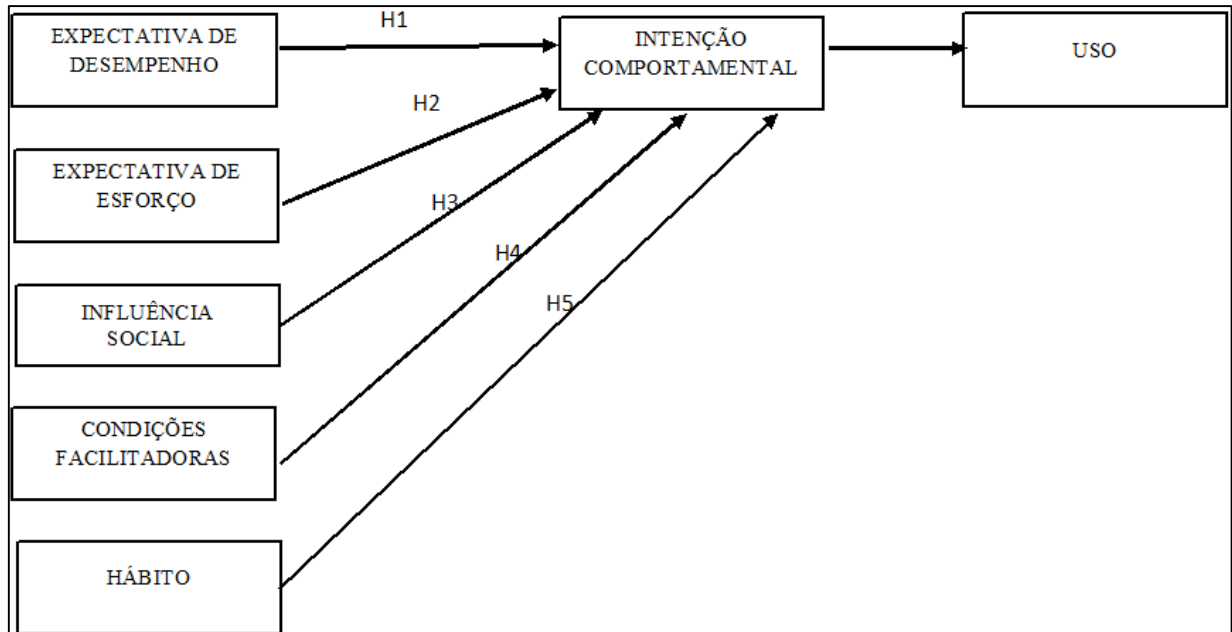 EXPECTATIVA DE
DESEMPENHO
H1
INTENÇÃO
COMPORTAMENTAL
USO
H2
EXPECTATIVA DE
ESFORÇO
H3
H4
INFLUÊNCIA
SOCIAL
H5
CONDIÇÕES
FACILITADORAS
HÁBITO